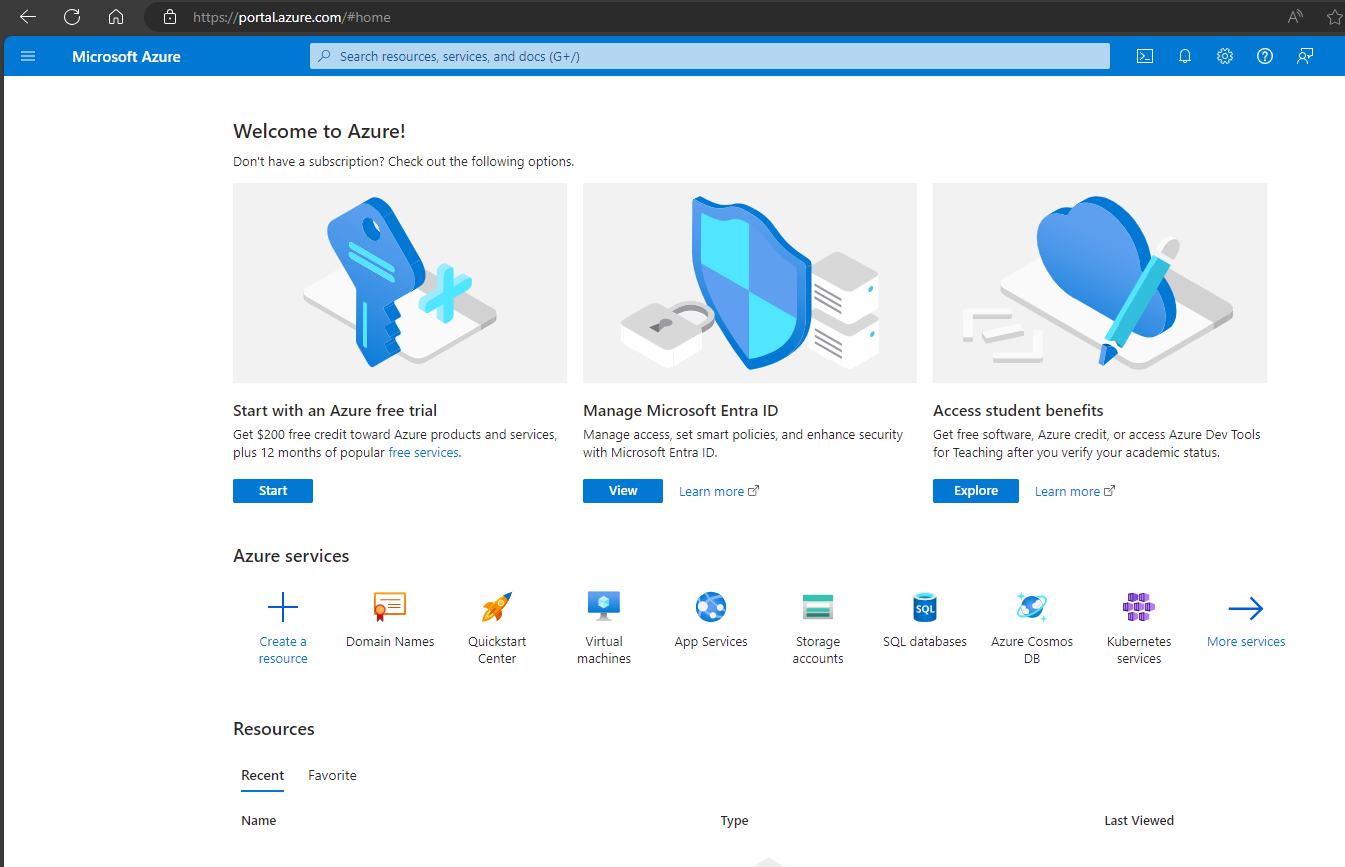 https://portal.azure.com/#home
Microsoft Azure
Search resources, services, and docs (G+/)
Welcome to Azure!
Don't have a subscription? Check out the following options.
Start with an Azure free trial
Get $200 free credit toward Azure products and services,
plus 12 months of popular free services.
Start
Manage Microsoft Entra ID
Manage access, set smart policies, and enhance security
with Microsoft Entra ID.
View
Learn more
Access student benefits
Get free software, Azure credit, or access Azure Dev Tools
for Teaching after you verify your academic status.
Explore
Learn more
Azure services
Create a
resource
Domain Names
Quickstart
Center
Virtual
machines
App Services
Storage
accounts
SQL
SQL databases
Azure Cosmos
DB
Kubernetes
services
More services
Resources
Recent
Favorite
Name
Type
Last Viewed